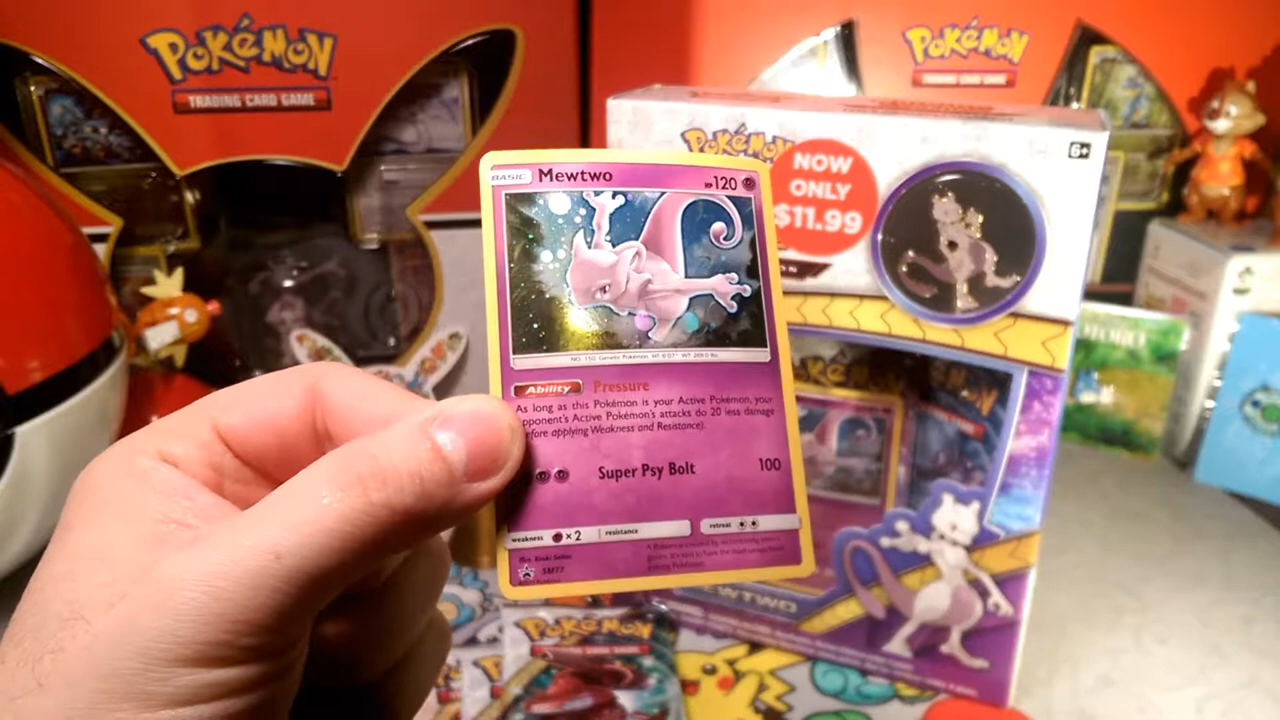 POKéMON
TRADING CARD GAME
POKéMON
TRADING CARD GAME
POKéMON
6+
NOW
ONLY
$11.99
BASIC Mewtwo HP120
NO. 150 Genetic Pokémon HT: 6'07" WT: 269.0 lbs.
Ability Pressure
As long as this Pokémon is your Active Pokémon, your
opponent's Active Pokémon's attacks do 20 less damage
before applying Weakness and Resistance).
Super Psy Bolt 100
weakness ×2 resistance retreat
SM77
MEWTWO
POKéMON